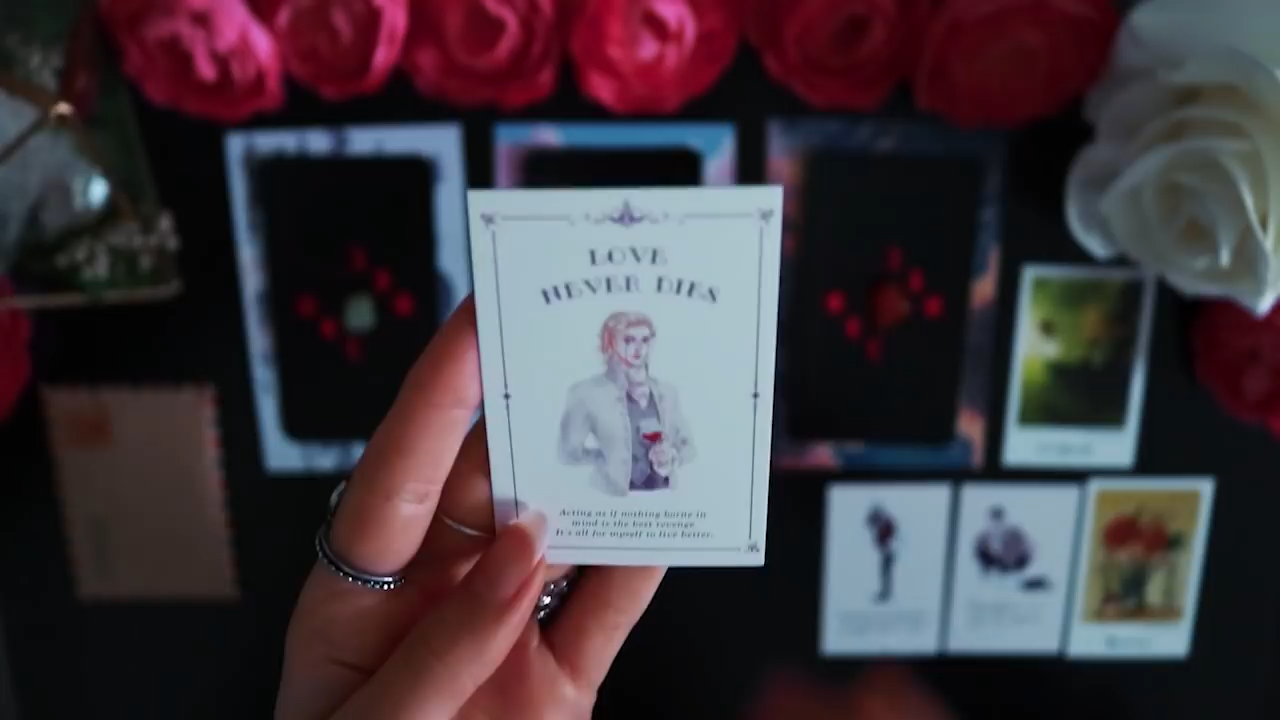 LOVE
NEVER DIES
Acting as if nothing borne in
mind is the best revenge.
It's all for myself to live better.